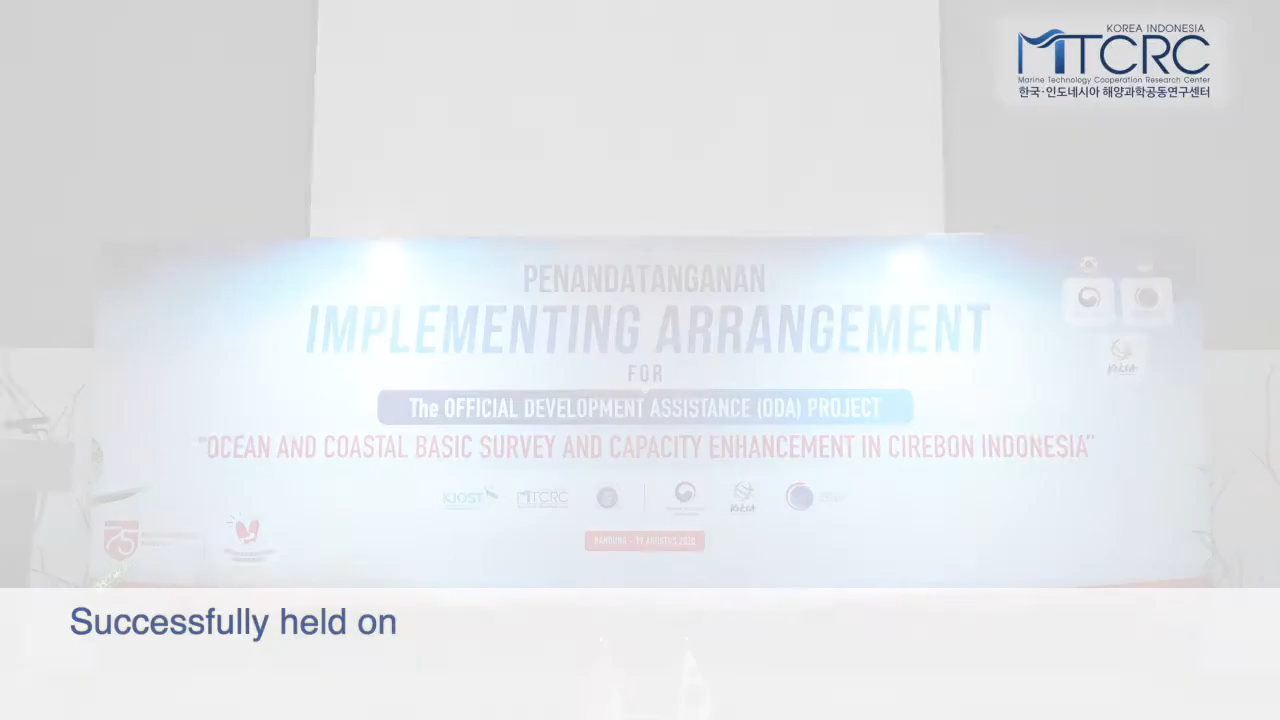 KOREA INDONESIA
MTCRC
Marine Technology Cooperation Research Center
한국·인도네시아 해양과학공동연구센터
PENANDATANGANAN
IMPLEMENTING ARRANGEMENT
FOR
The OFFICIAL DEVELOPMENT ASSISTANCE (ODA) PROJECT
"OCEAN AND COASTAL BASIC SURVEY AND CAPACITY ENHANCEMENT IN CIREBON INDONESIA"
KIOST
MTCRC
75
Successfully held on